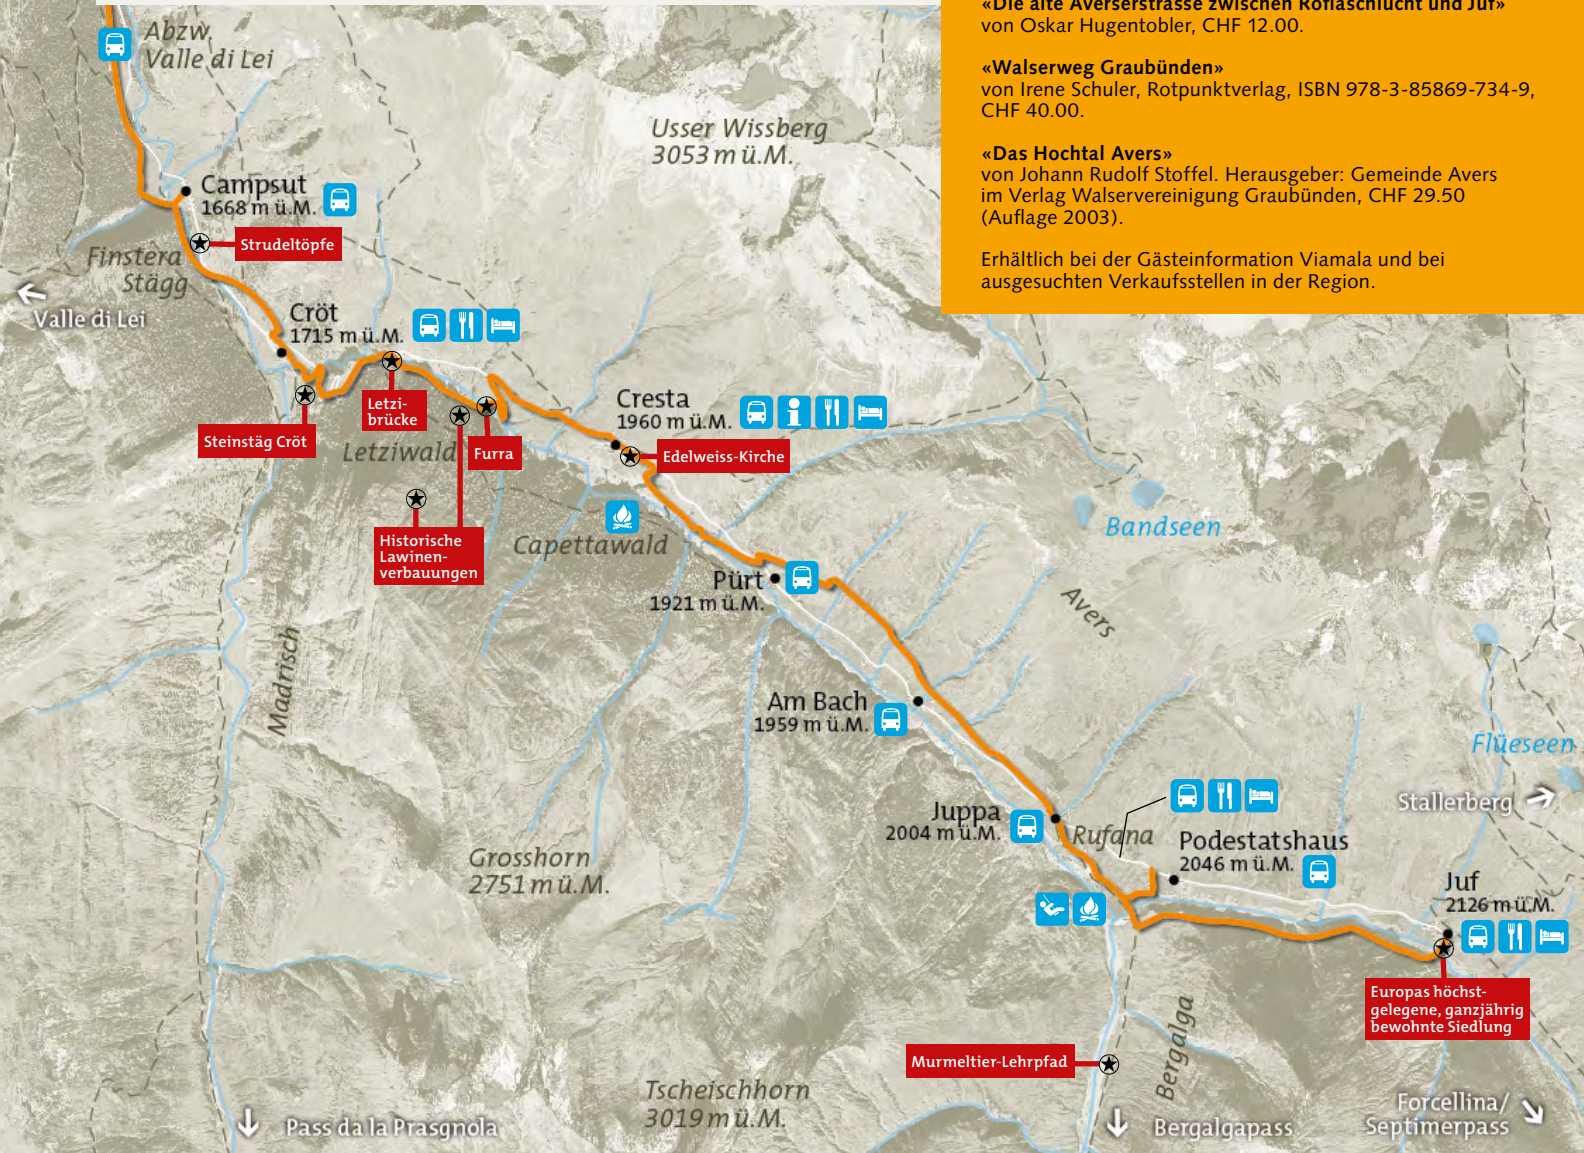 «Die alte Averserstrasse zwischen Roflaschlucht und Juf»
von Oskar Hugentobler, CHF 12.00.
«Walserweg Graubünden»
von Irene Schuler, Rotpunktverlag, ISBN 978-3-85869-734-9,
CHF 40.00.
«Das Hochtal Avers»
von Johann Rudolf Stoffel. Herausgeber: Gemeinde Avers
im Verlag Walservereinigung Graubünden, CHF 29.50
(Auflage 2003).
Erhältlich bei der Gästeinformation Viamala und bei
ausgesuchten Verkaufsstellen in der Region.
Abzw.
Valle di Lei
Usser Wissberg
3053 m ü.M.
Campsut
1668 m ü.M.
Strudeltöpfe
Finstera
Stägg
Valle di Lei
Cröt
1715 m ü.M.
Letzi-
brücke
Steinstäg Cröt
Letziwald
Furra
Cresta
1960 m ü.M.
Edelweiss-Kirche
Historische
Lawinen-
verbauungen
Capettawald
Bandseen
Pürt
1921 m ü.M.
Avers
Madrisch
Am Bach
1959 m ü.M.
Flüeseen
Stallerberg
Juppa
2004 m ü.M.
Rufana
Podestatshaus
2046 m ü.M.
Grosshorn
2751 m ü.M.
Juf
2126 m ü.M.
Europas höchst-
gelegene, ganzjährig
bewohnte Siedlung
Murmeltier-Lehrpfad
Bergalga
Tscheischhorn
3019 m ü.M.
Pass da la Prasgnola
Bergalgapass
Forcellina/
Septimerpass